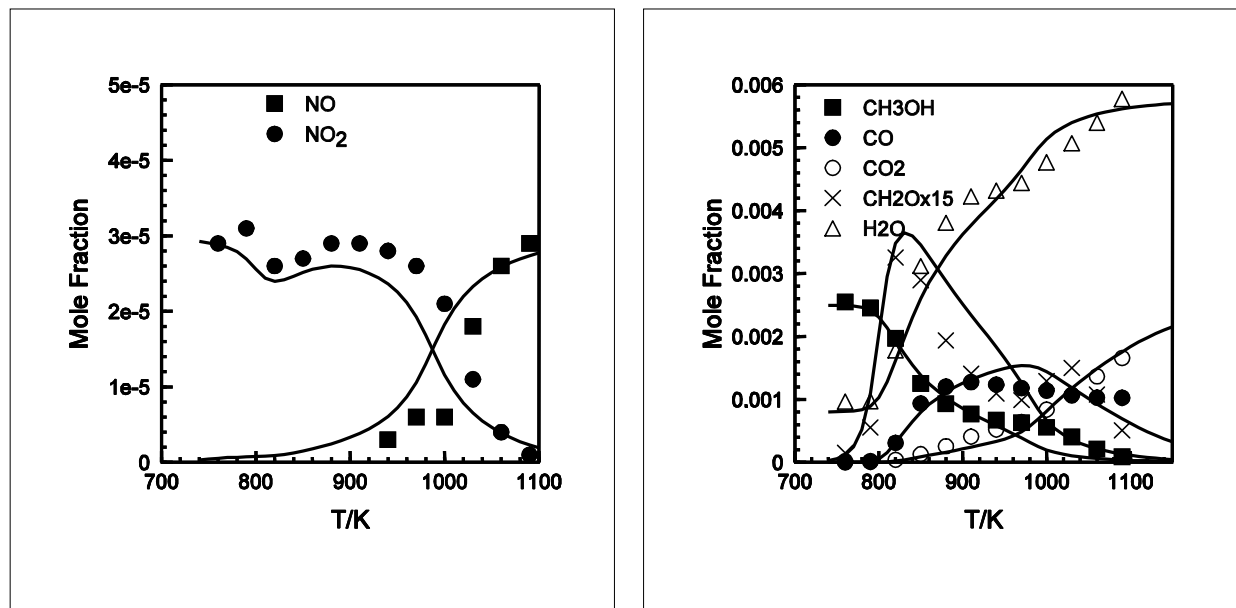 5e-5
4e-5
3e-5
2e-5
1e-5
0
Mole Fraction
NO
NO2
700 800 900 1000 1100
T/K
0.006
0.005
0.004
0.003
0.002
0.001
0
Mole Fraction
CH3OH
CO
CO2
CH2Ox15
H2O
700 800 900 1000 1100
T/K